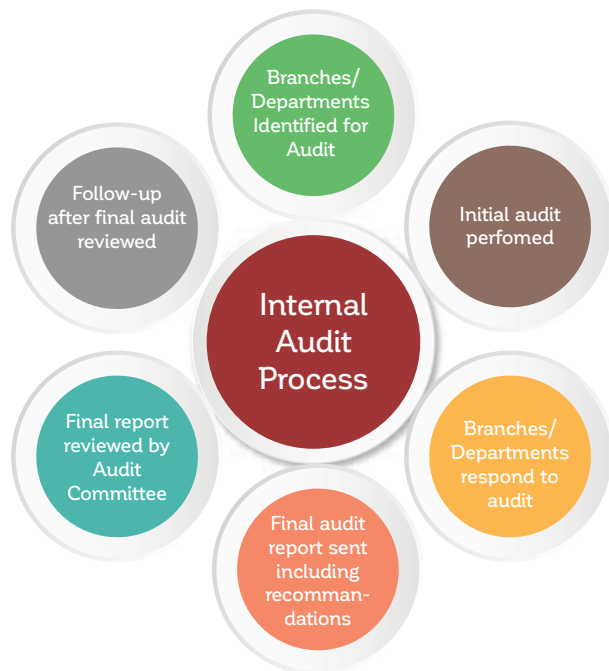 Branches/
Departments
Identified for
Audit
Initial audit
perfomed
Branches/
Departments
respond to
audit
Final audit
report sent
including
recomman-
dations
Final report
reviewed by
Audit
Committee
Follow-up
after final audit
reviewed
Internal
Audit
Process